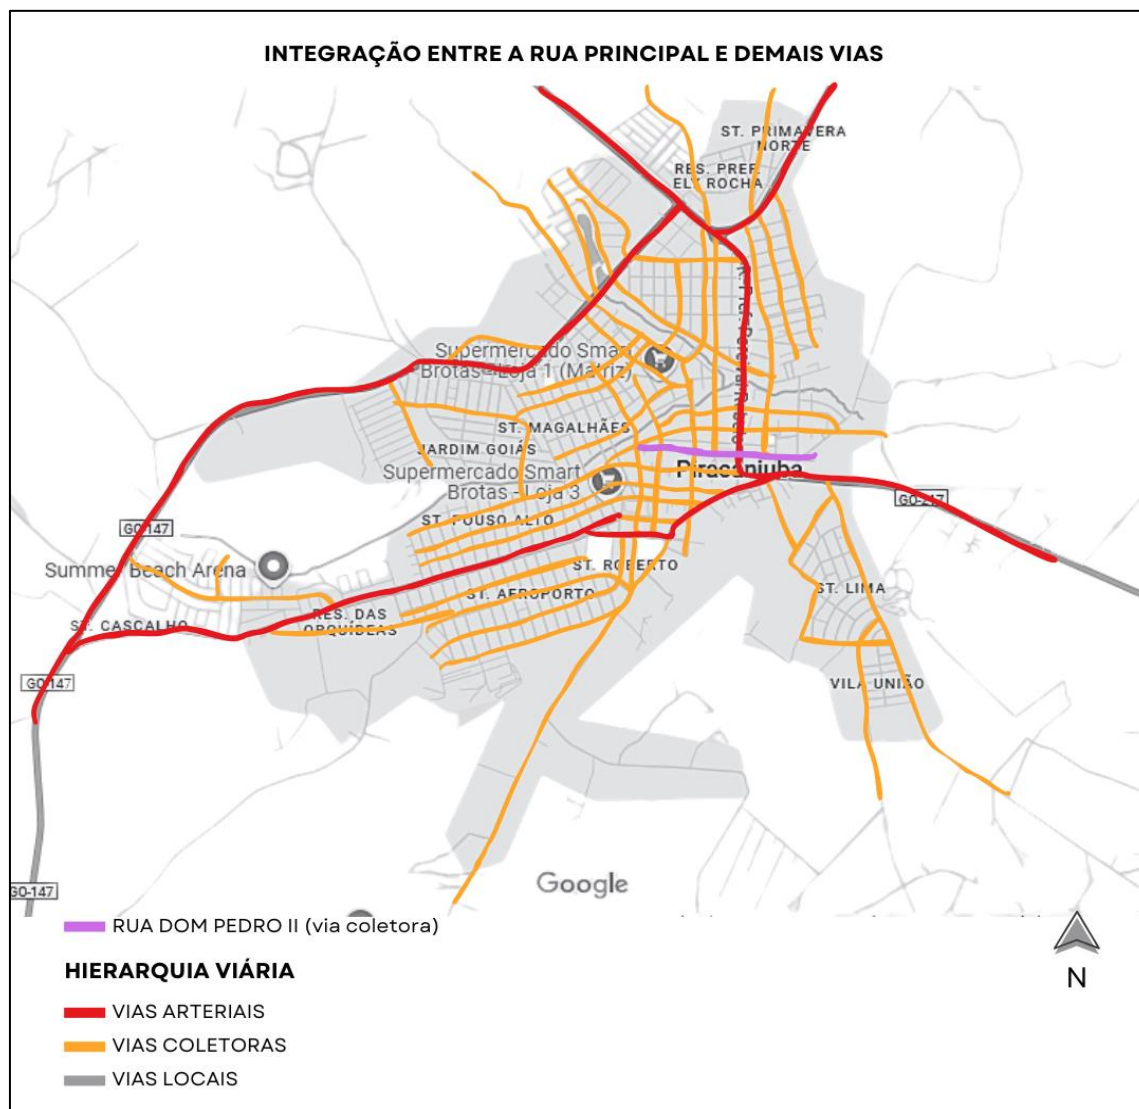 INTEGRAÇÃO ENTRE A RUA PRINCIPAL E DEMAIS VIAS
ST. PRIMAVERA
NORTE
RES. PREF.
ELY ROCHA
Supermercado Smart
Brotas - Loja 1 (Matriz)
ST. MAGALHÃES
JARDIM GOIÁS
Supermercado Smart
Brotas - Loja 3
Piracanjuba
GO-217
GO-147
ST. POUSO ALTO
Summer Beach Arena
ST. ROBERTO
ST. AEROPORTO
ST. LIMA
RES. DAS
ORQUÍDEAS
ST. CASCALHO
GO-147
VILA UNIÃO
GO-147
Google
RUA DOM PEDRO II (via coletora)
N
HIERARQUIA VIÁRIA
VIAS ARTERIAIS
VIAS COLETORAS
VIAS LOCAIS